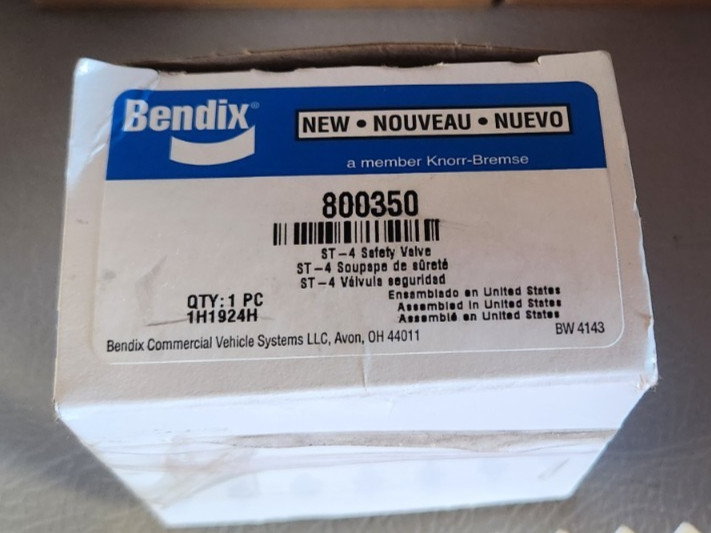 Bendix®
NEW • NOUVEAU • NUEVO
a member Knorr-Bremse
800350
ST-4 Safety Valve
ST-4 Soupape de sûreté
ST-4 Válvula seguridad
QTY: 1 PC
1H1924H
Ensamblado en United States
Assembled in United States
Assemblé en United States
Bendix Commercial Vehicle Systems LLC, Avon, OH 44011
BW 4143